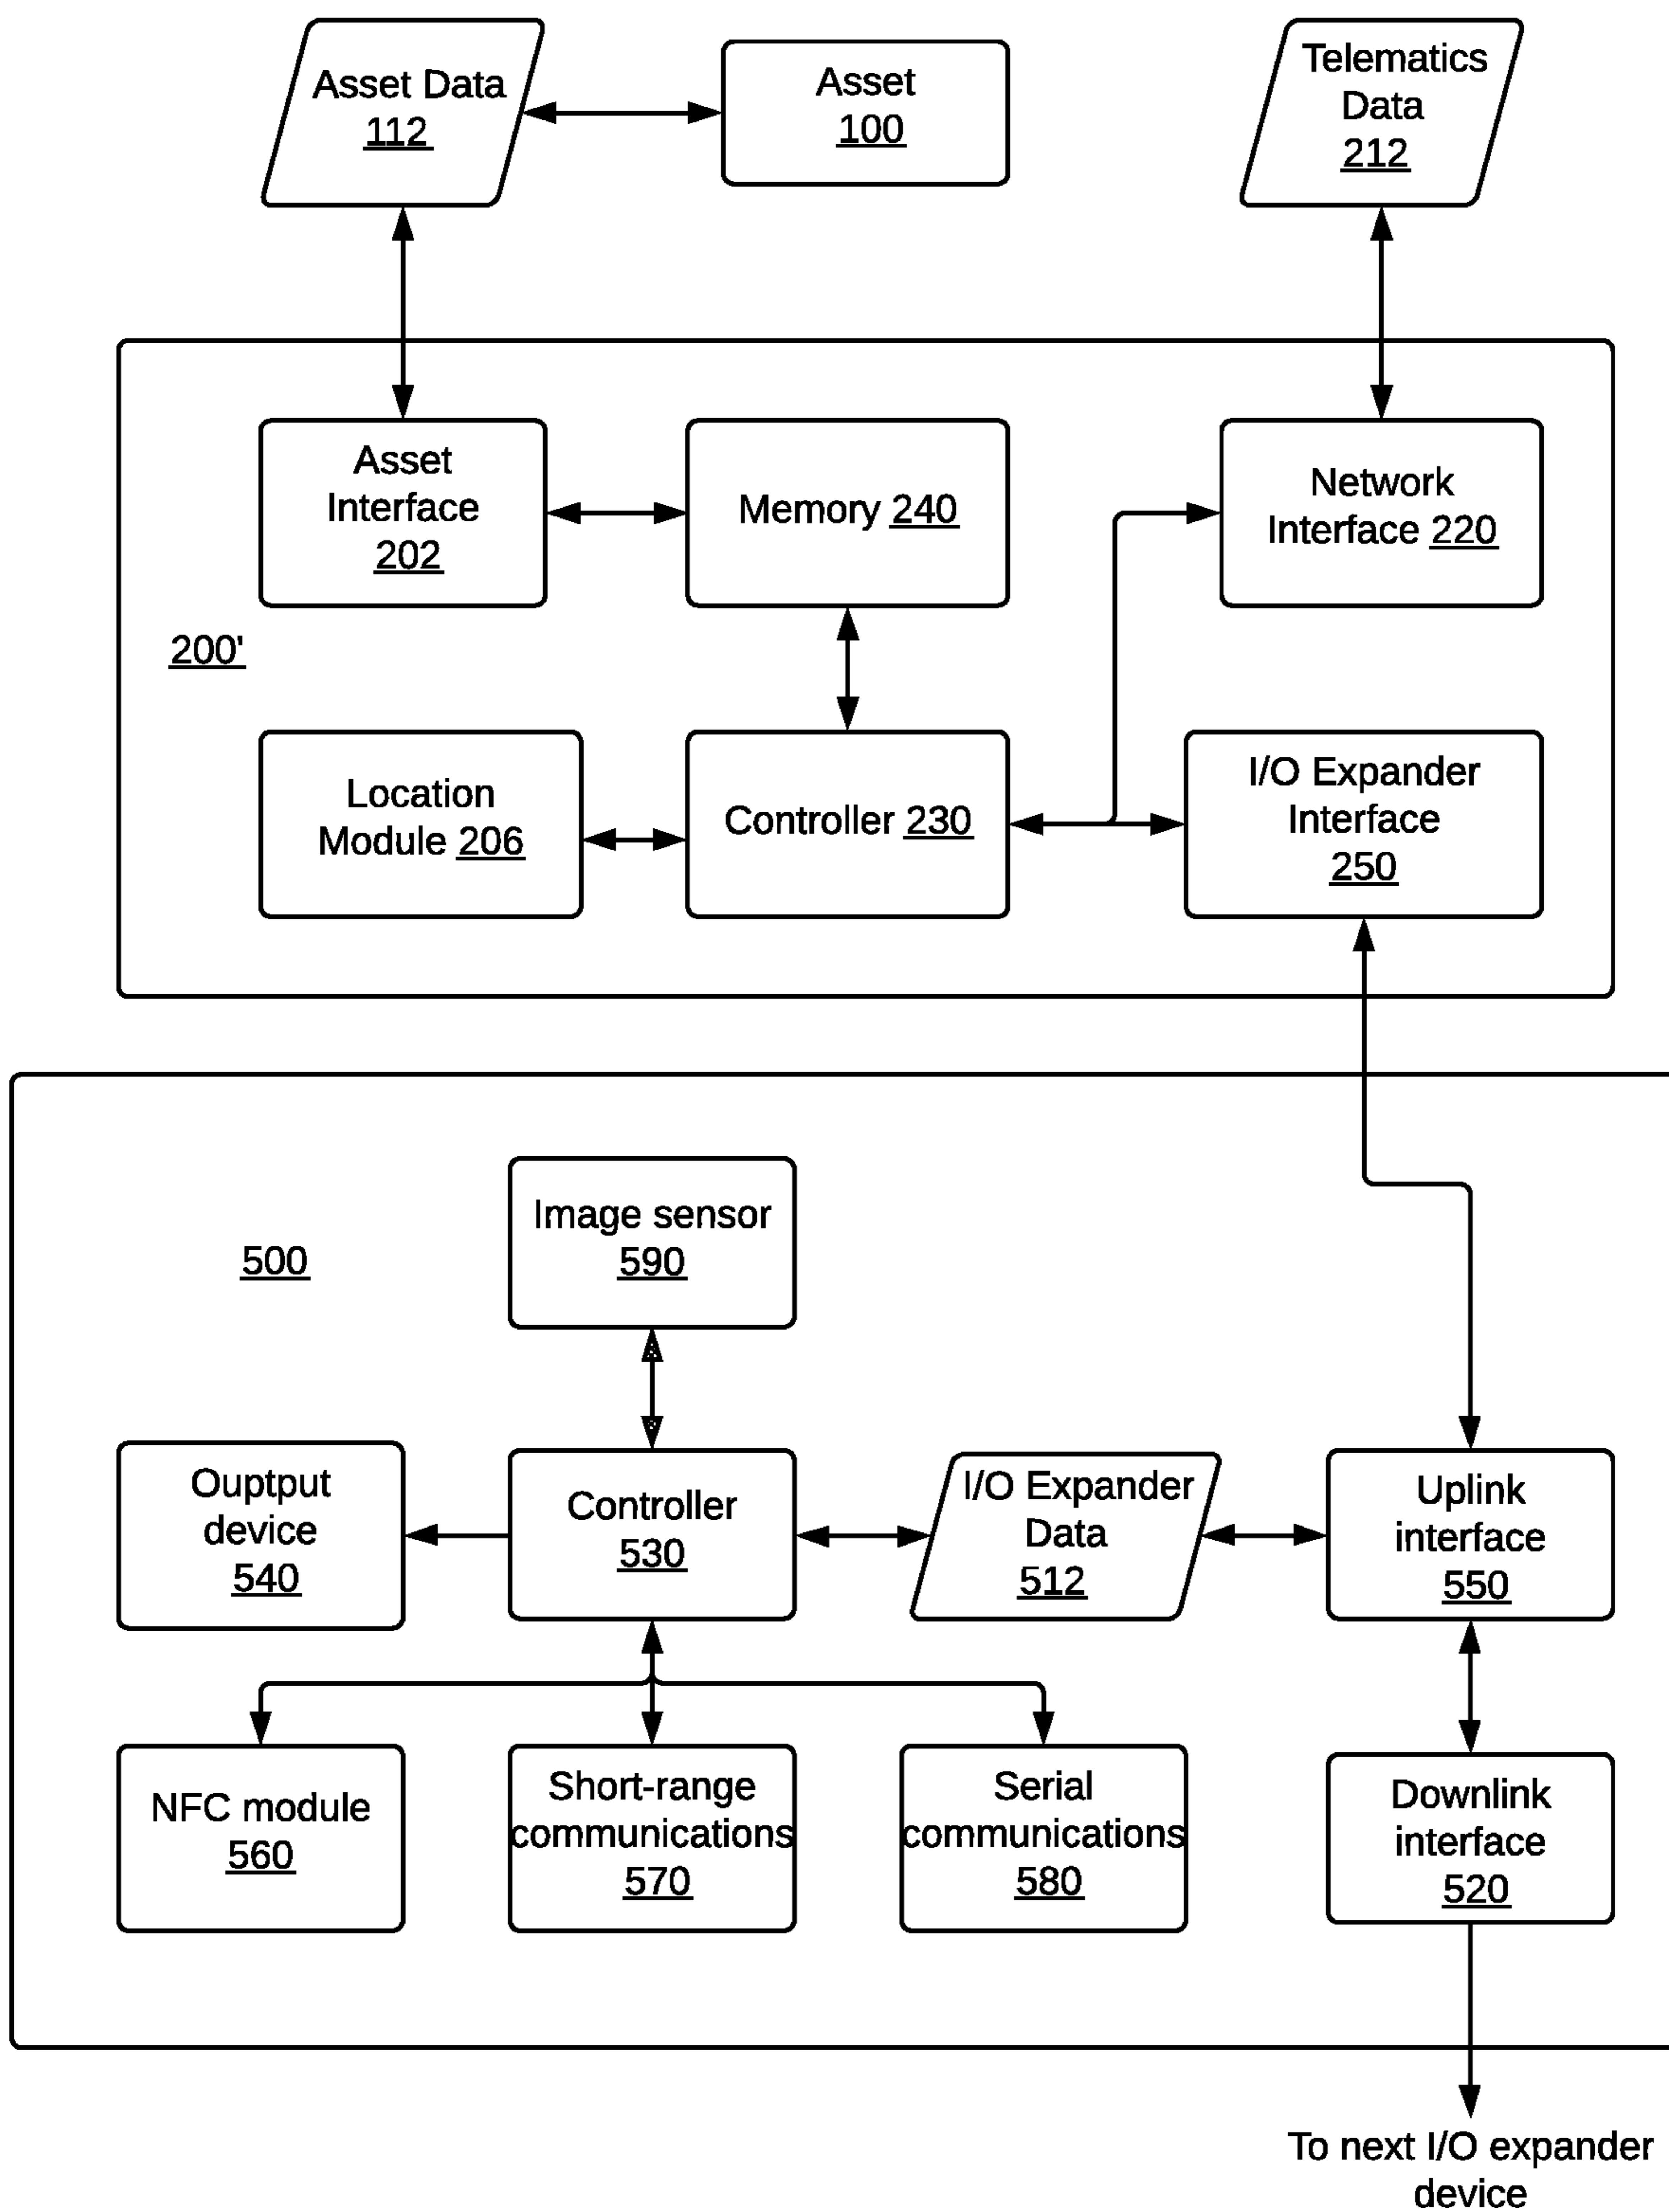 Asset Data
112
Asset
100
Telematics
Data
212
Asset
Interface
202
Memory 240
Network
Interface 220
200'
Location
Module 206
Controller 230
I/O Expander
Interface
250
Image sensor
590
500
Ouptput
device
540
Controller
530
I/O Expander
Data
512
Uplink
interface
550
NFC module
560
Short-range
communications
570
Serial
communications
580
Downlink
interface
520
To next I/O expander
device